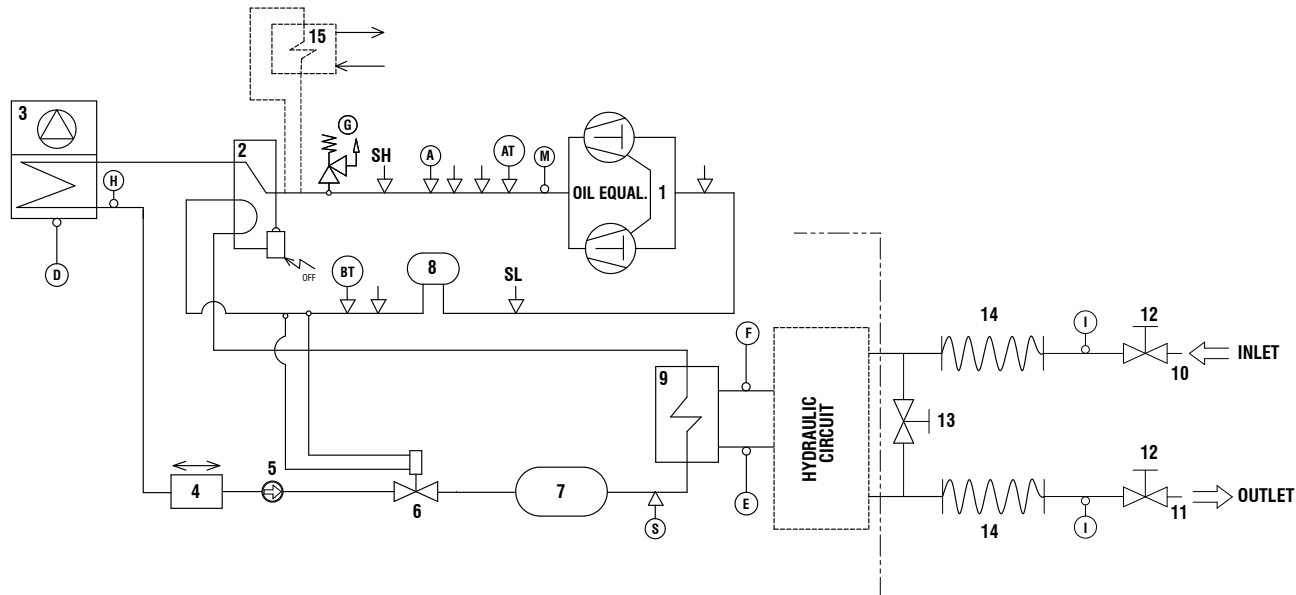 15
3
2
G
SH
A
AT
M
H
OIL EQUAL.
1
D
OFF
BT
8
SL
F
9
HYDRAULIC
CIRCUIT
14
I
12
INLET
10
13
4
5
6
7
S
E
12
OUTLET
11
14
I